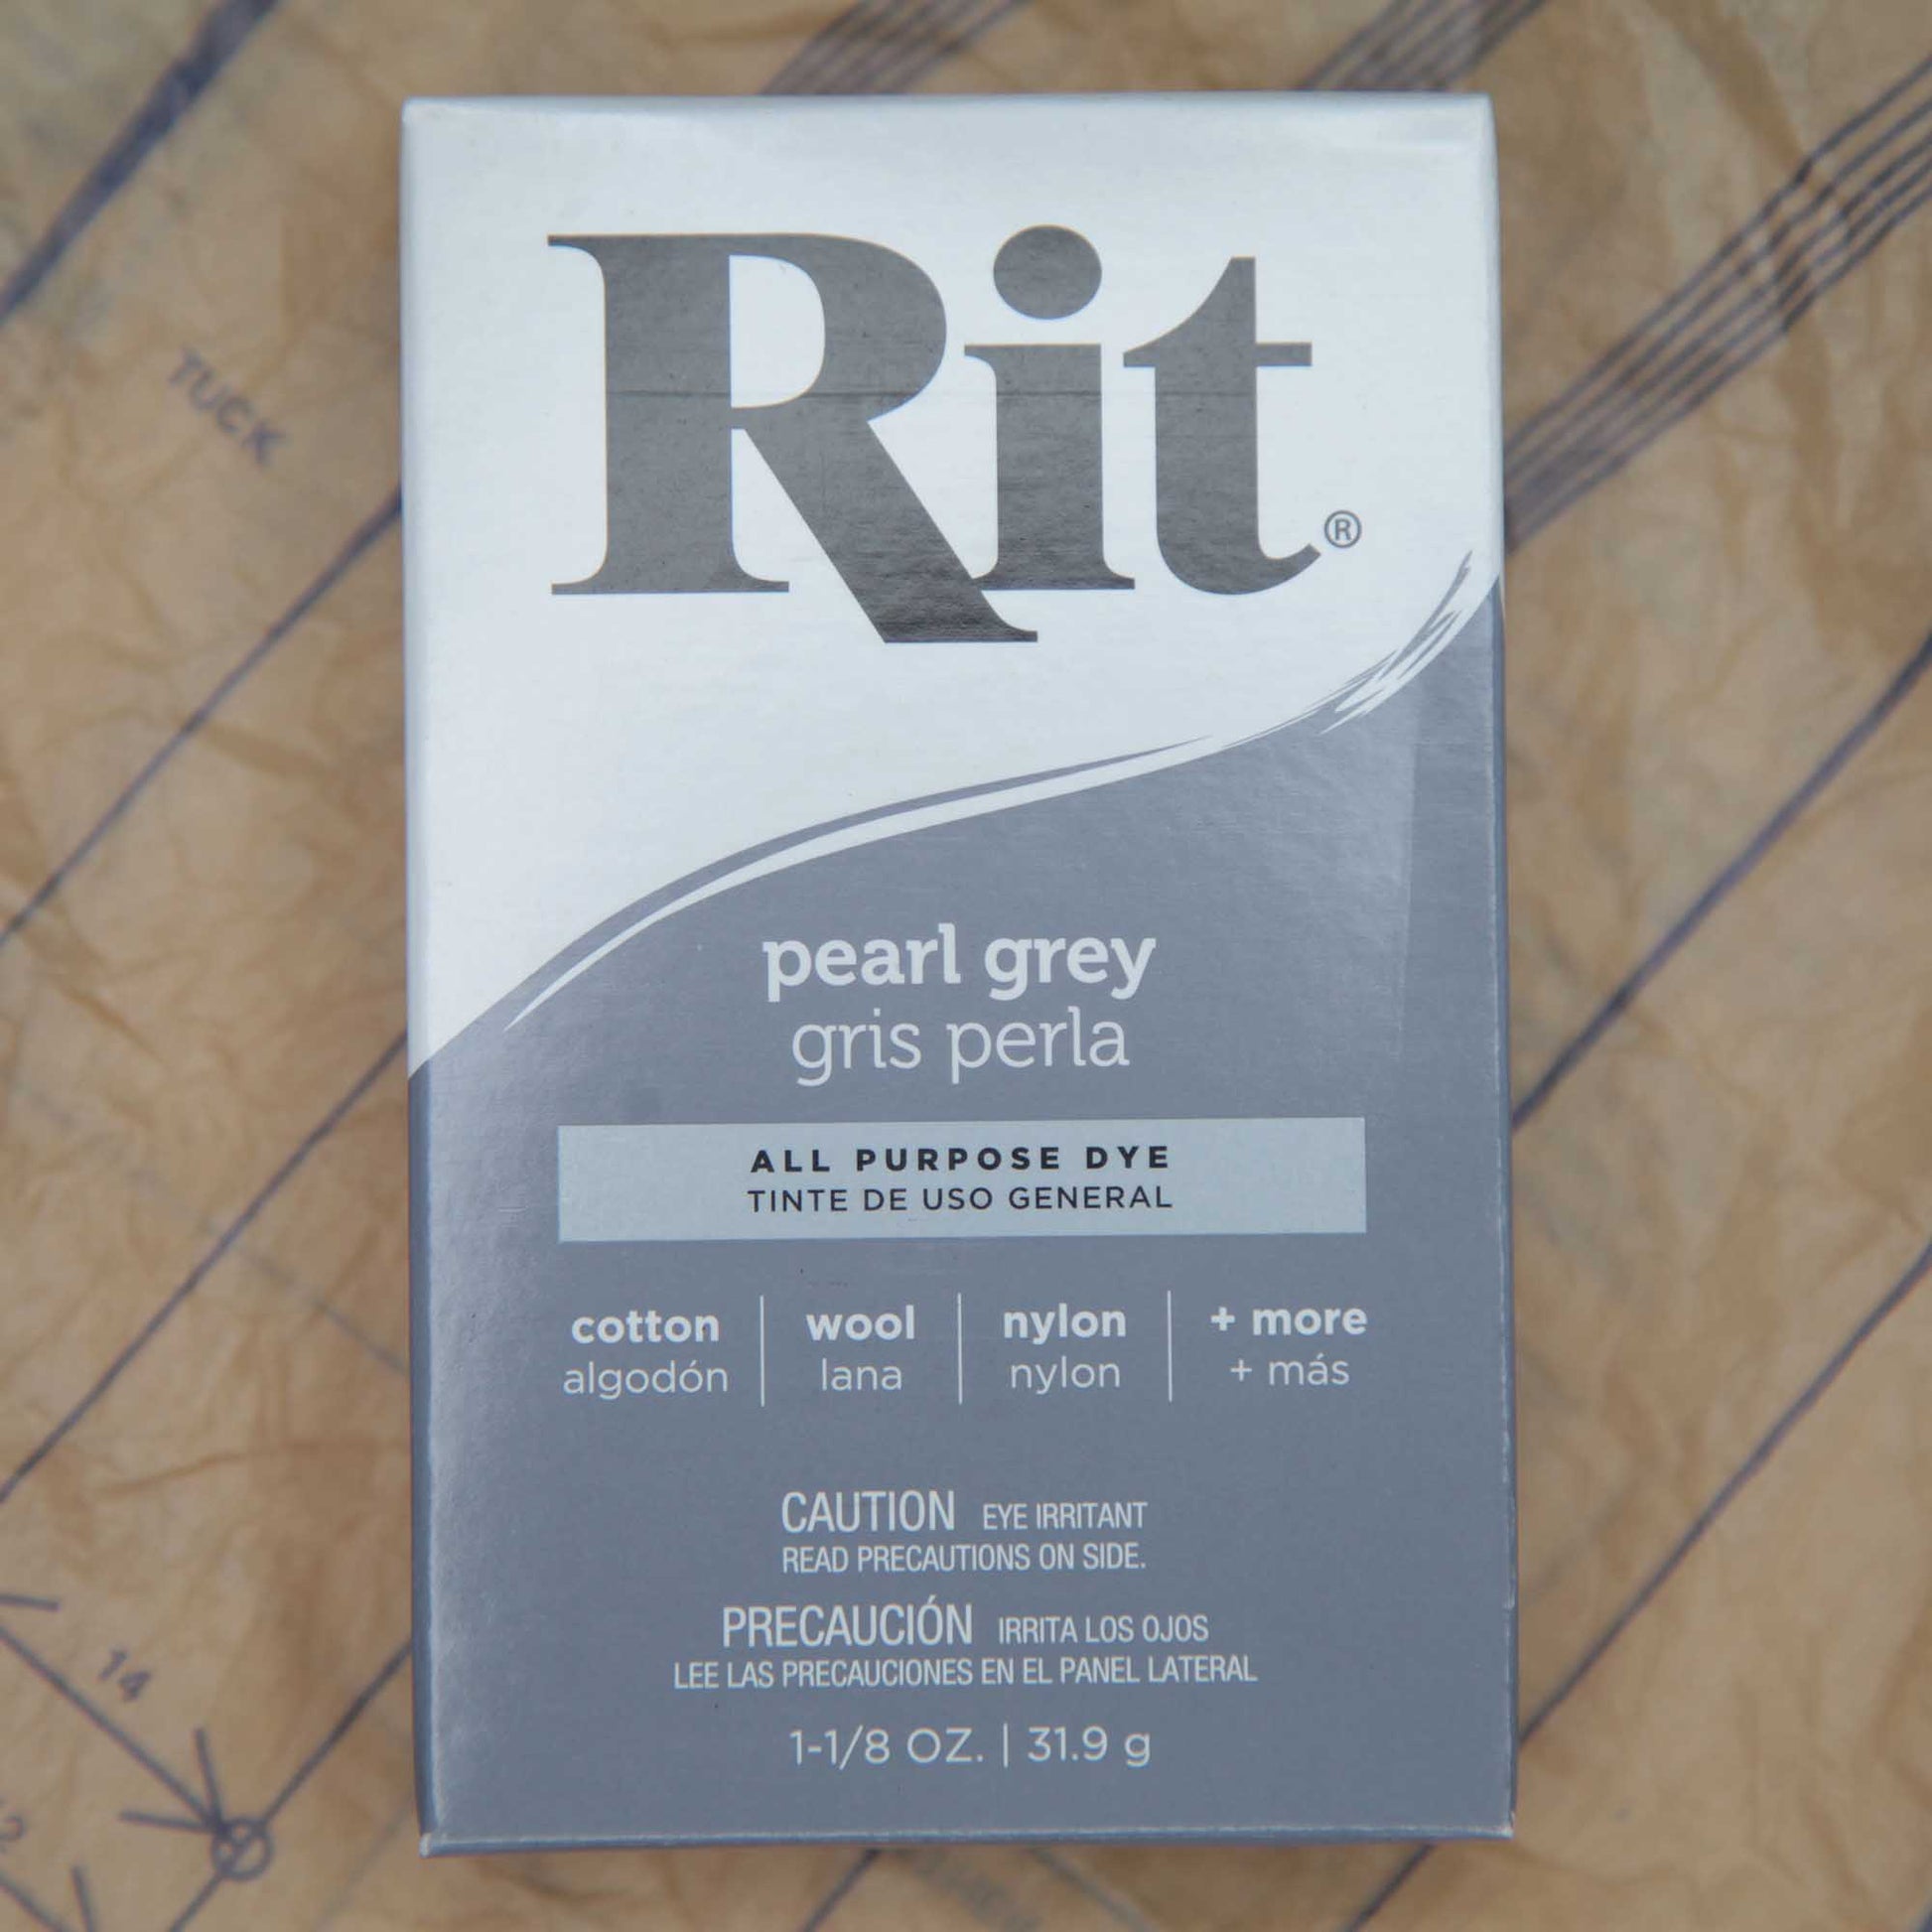 TUCK
Rit®
pearl grey
gris perla
ALL PURPOSE DYE
TINTE DE USO GENERAL
cotton | wool | nylon | + more
algodón | lana | nylon | + más
CAUTION EYE IRRITANT
READ PRECAUTIONS ON SIDE.
PRECAUCIÓN IRRITA LOS OJOS
LEE LAS PRECAUCIONES EN EL PANEL LATERAL
1-1/8 OZ. | 31.9 g
14